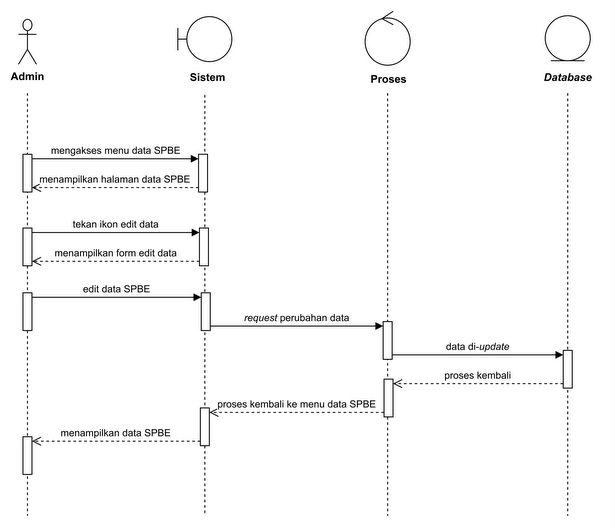 Admin
Sistem
Proses
Database
mengakses menu data SPBE
menampilkan halaman data SPBE
tekan ikon edit data
menampilkan form edit data
edit data SPBE
request perubahan data
data di-update
proses kembali
proses kembali ke menu data SPBE
menampilkan data SPBE